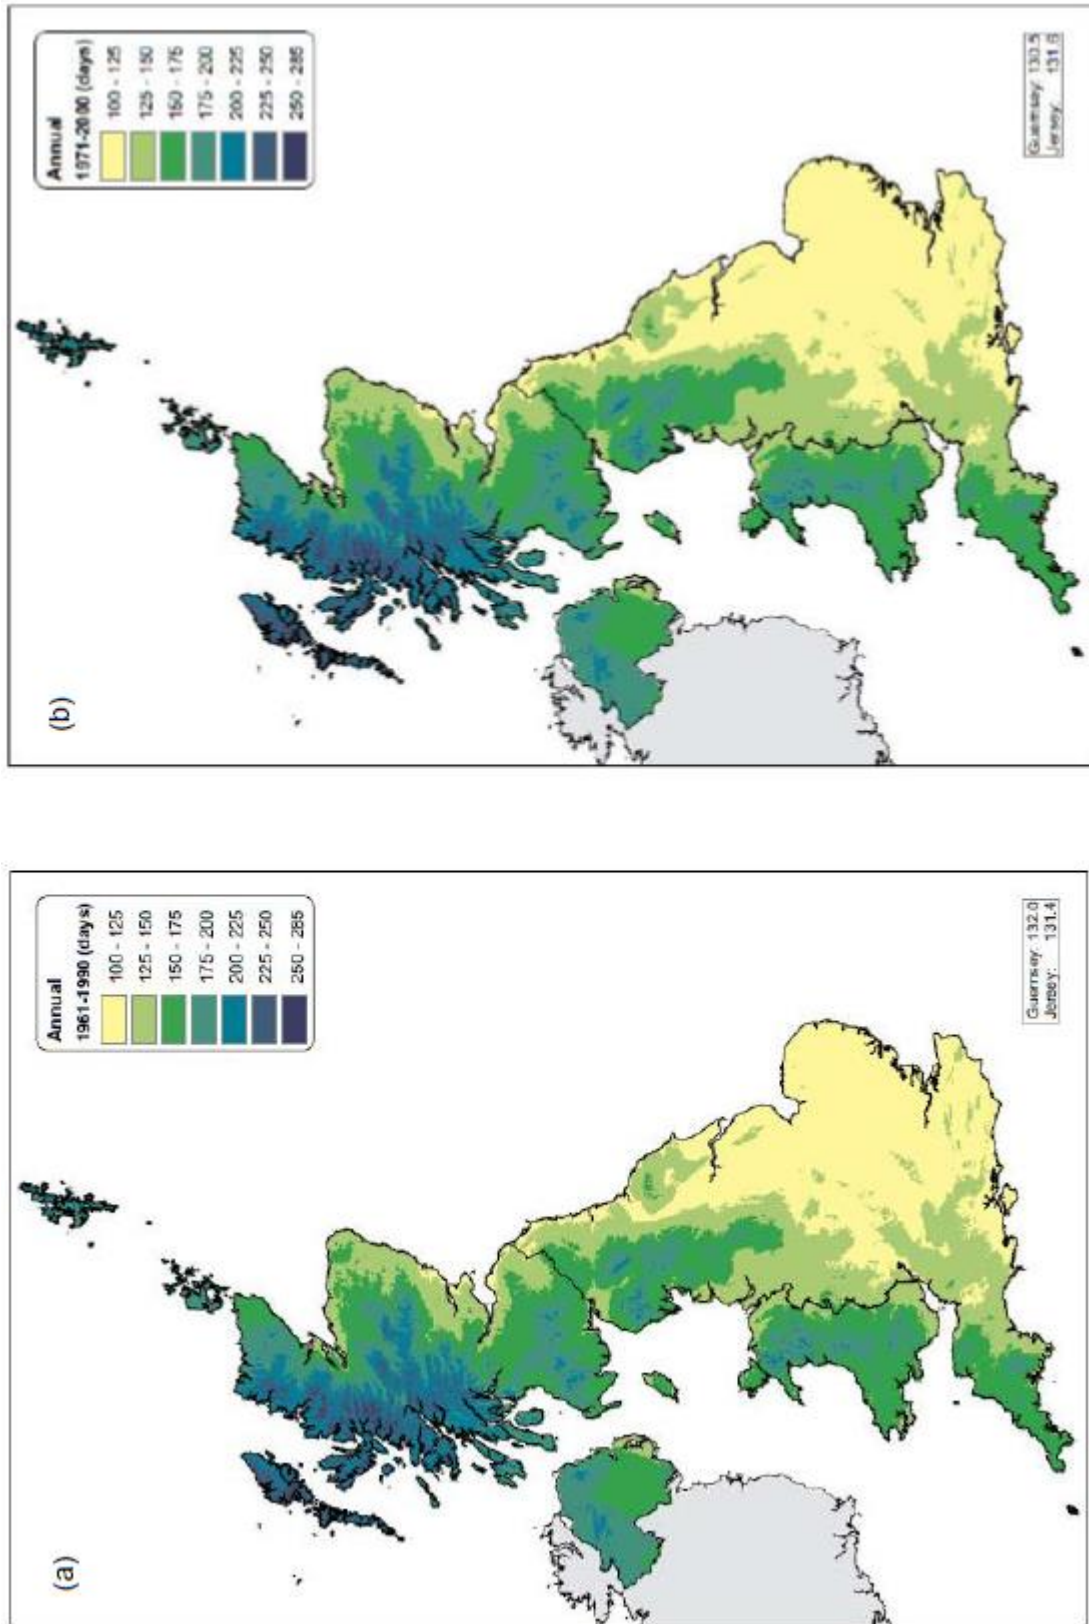 (a)
Annual
1961-1990 (days)
100 - 125
125 - 150
150 - 175
175 - 200
200 - 225
225 - 250
250 - 285
Guernsey: 132.0
Jersey: 131.4
(b)
Annual
1971-2000 (days)
100 - 125
125 - 150
150 - 175
175 - 200
200 - 225
225 - 250
250 - 285
Guernsey: 130.5
Jersey: 131.6